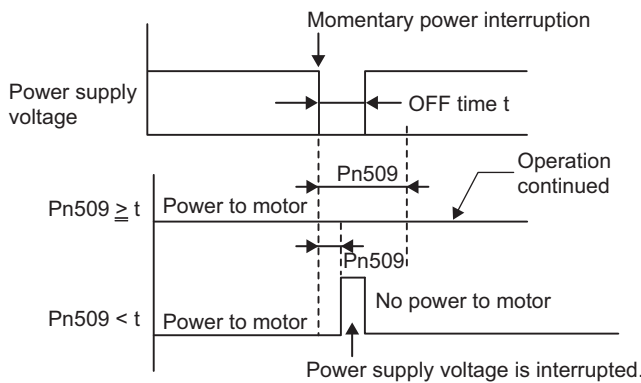 Momentary power interruption
Power supply
voltage
OFF time t
Pn509
Operation
continued
Pn509 ≧ t
Power to motor
Pn509
Pn509 < t
Power to motor
No power to motor
Power supply voltage is interrupted.